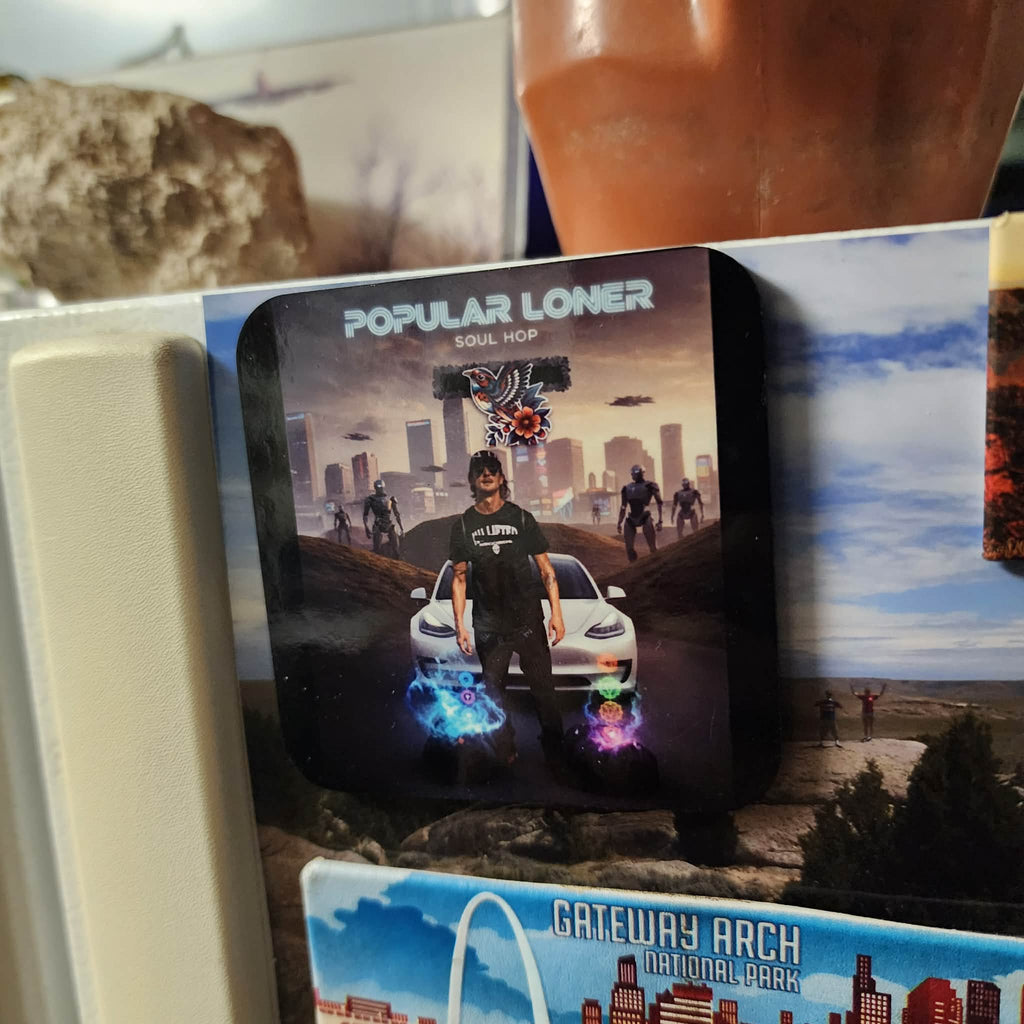 POPULAR LONER
SOUL HOP
GATEWAY ARCH
NATIONAL PARK